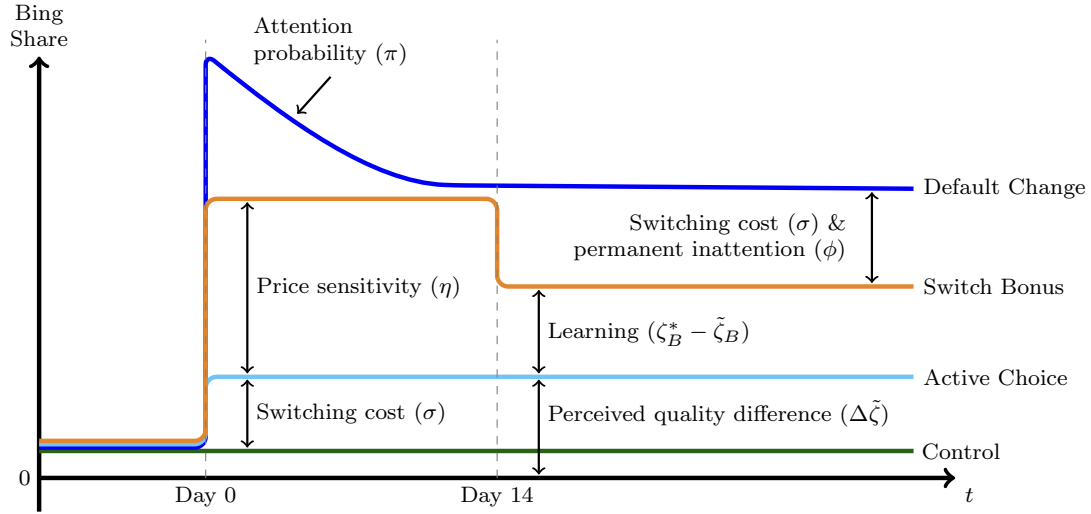 Bing
Share
Attention
probability (π)
Default Change
Switching cost (σ) &
permanent inattention (ϕ)
Price sensitivity (η)
Switch Bonus
Learning (ζ*_B − ζ̃_B)
Active Choice
Switching cost (σ)
Perceived quality difference (Δζ̃)
Control
0
Day 0
Day 14
t